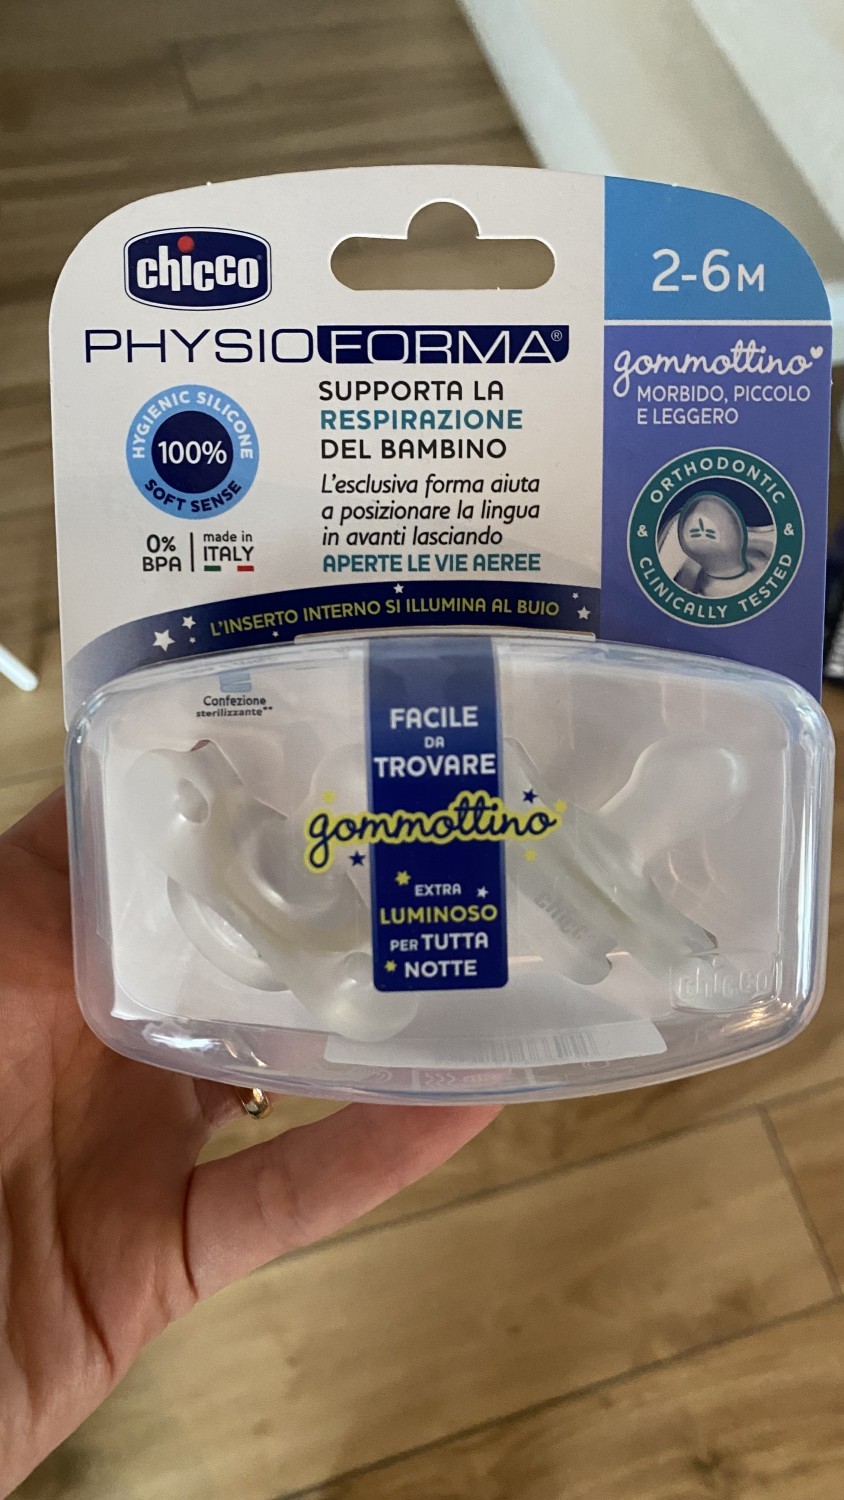 chicco
2-6M
PHYSIOFORMA®
gommottino
MORBIDO, PICCOLO
E LEGGERO
HYGIENIC SILICONE
100%
SOFT SENSE
SUPPORTA LA
RESPIRAZIONE
DEL BAMBINO
L'esclusiva forma aiuta
a posizionare la lingua
in avanti lasciando
APERTE LE VIE AEREE
0%
BPA
made in
ITALY
ORTHODONTIC
& CLINICALLY TESTED &
L'INSERTO INTERNO SI ILLUMINA AL BUIO
Confezione
sterilizzante**
FACILE
DA
TROVARE
gommottino
EXTRA
LUMINOSO
PER TUTTA
NOTTE
chicco
chicco